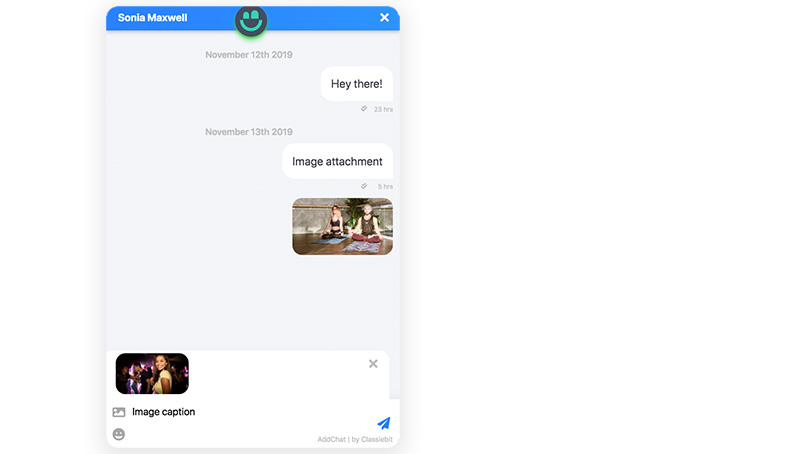 Sonia Maxwell
November 12th 2019
Hey there!
23 hrs
November 13th 2019
Image attachment
5 hrs
Image caption
AddChat | by Classiebit